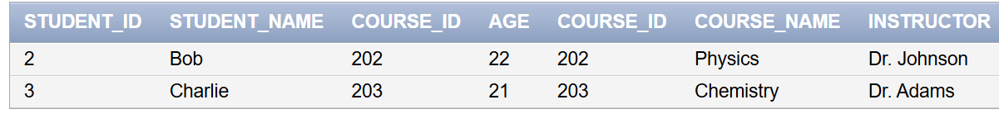 STUDENT_ID STUDENT_NAME COURSE_ID AGE COURSE_ID COURSE_NAME INSTRUCTOR
2 Bob 202 22 202 Physics Dr. Johnson
3 Charlie 203 21 203 Chemistry Dr. Adams